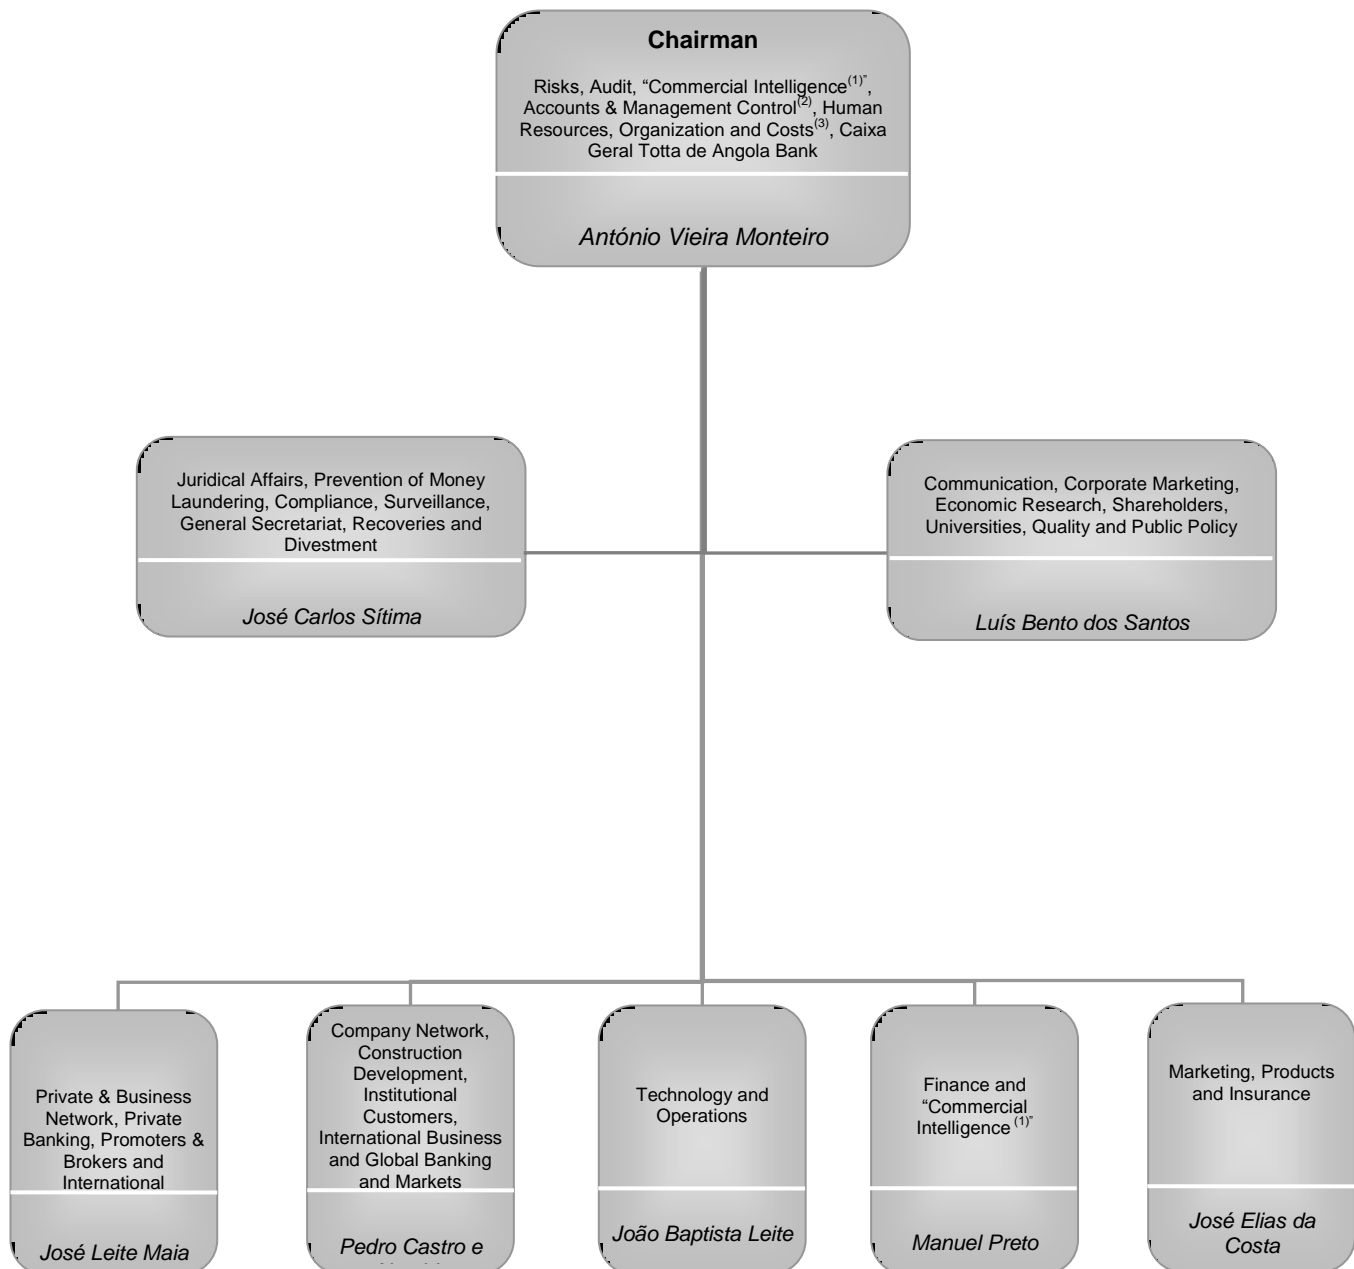 Chairman
Risks, Audit, “Commercial Intelligence(1)”,
Accounts & Management Control(2), Human
Resources, Organization and Costs(3), Caixa
Geral Totta de Angola Bank
António Vieira Monteiro
Juridical Affairs, Prevention of Money
Laundering, Compliance, Surveillance,
General Secretariat, Recoveries and
Divestment
José Carlos Sítima
Communication, Corporate Marketing,
Economic Research, Shareholders,
Universities, Quality and Public Policy
Luís Bento dos Santos
Private & Business
Network, Private
Banking, Promoters &
Brokers and
International
José Leite Maia
Company Network,
Construction
Development,
Institutional
Customers,
International Business
and Global Banking
and Markets
Pedro Castro e
Technology and
Operations
João Baptista Leite
Finance and
“Commercial
Intelligence (1)”
Manuel Preto
Marketing, Products
and Insurance
José Elias da
Costa